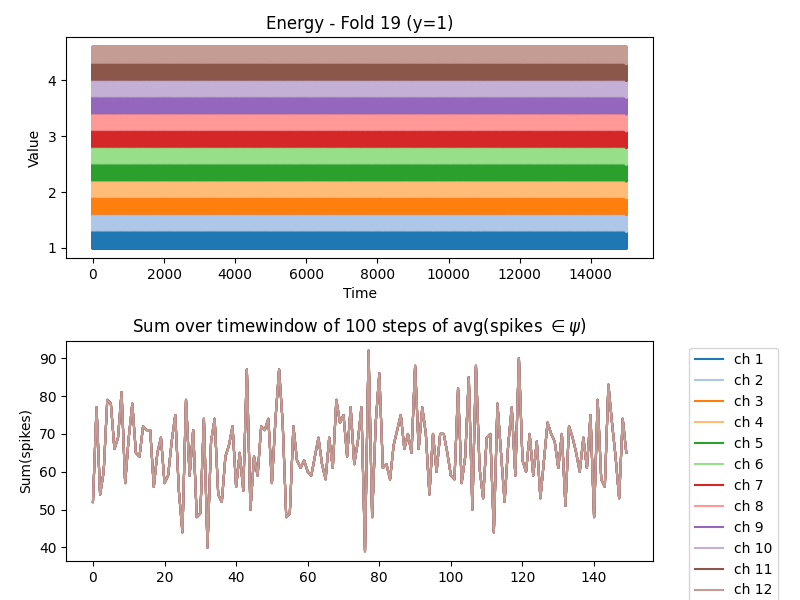 Energy - Fold 19 (y=1)
4
3
2
1
Value
0 2000 4000 6000 8000 10000 12000 14000
Time
Sum over timewindow of 100 steps of avg(spikes ∈ ψ)
90
80
70
60
50
40
Sum(spikes)
0 20 40 60 80 100 120 140
ch 1
ch 2
ch 3
ch 4
ch 5
ch 6
ch 7
ch 8
ch 9
ch 10
ch 11
ch 12